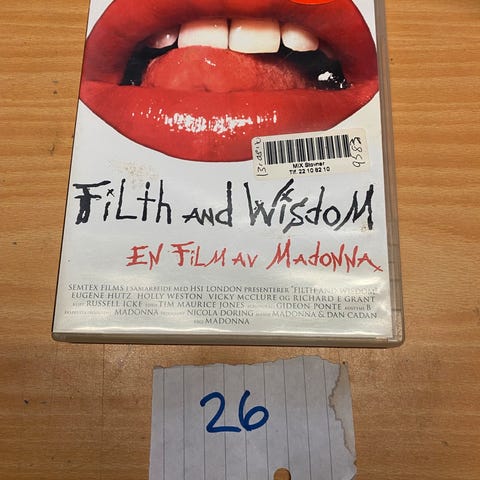 MIX Stovner
Tlf. 22 10 82 10
9583
FiLth AND WisdoM
EN FiLM AV MADONNA
SEMTEX FILMS I SAMARBEIDE MED HSI LONDON PRESENTERER "FILTH AND WISDOM"
EUGENE HUTZ, HOLLY WESTON, VICKY MCCLURE OG RICHARD E GRANT
RUSSELL ICKE TIM MAURICE JONES GIDEON PONTE
MADONNA NICOLA DORING MADONNA & DAN CADAN
MADONNA
26